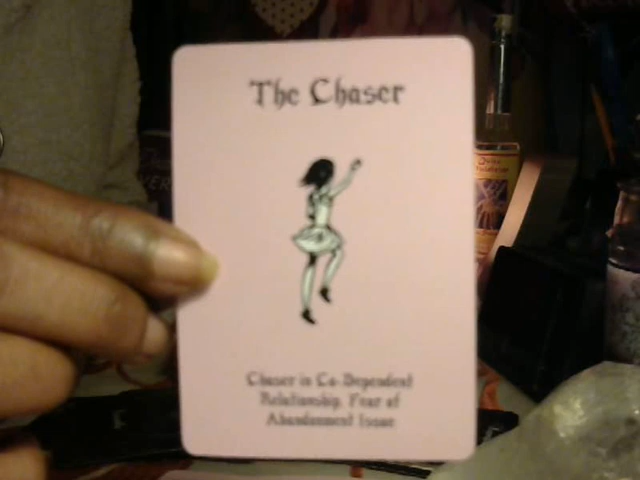 The Chaser
Chaser in Co-Dependent
Relationship. Fear of
Abandonment Issue